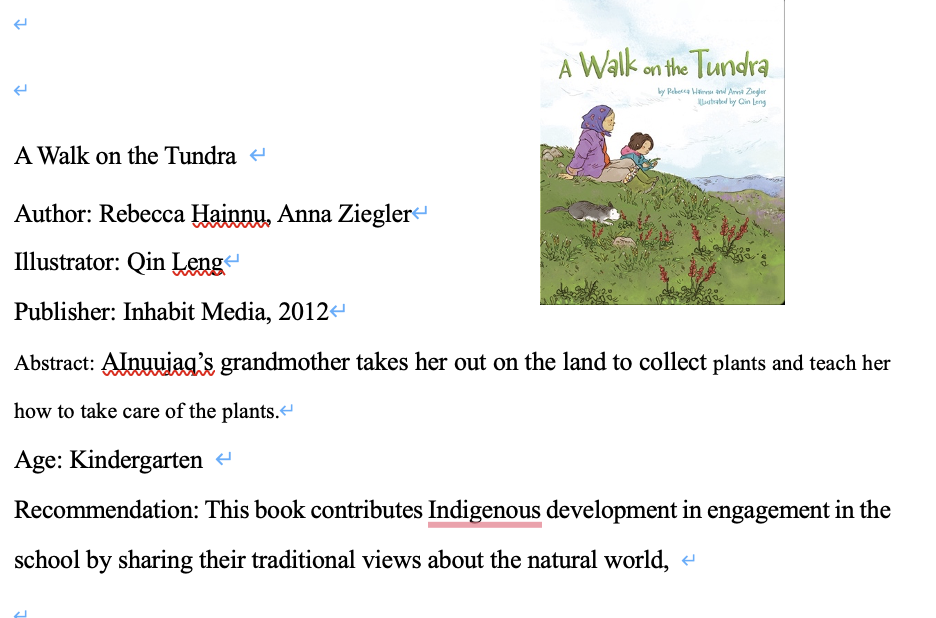 A Walk on the Tundra
by Rebecca Hainnu and Anna Ziegler
Illustrated by Qin Leng
A Walk on the Tundra
Author: Rebecca Hainnu, Anna Ziegler
Illustrator: Qin Leng
Publisher: Inhabit Media, 2012
Abstract: AInuujaq’s grandmother takes her out on the land to collect plants and teach her
how to take care of the plants.
Age: Kindergarten
Recommendation: This book contributes Indigenous development in engagement in the
school by sharing their traditional views about the natural world,